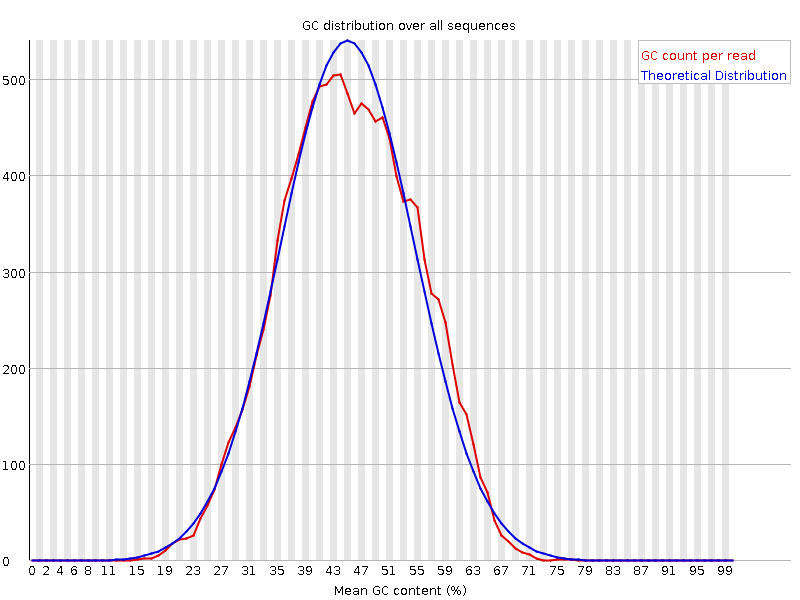 GC distribution over all sequences
GC count per read
Theoretical Distribution
500
400
300
200
100
0
0 2 4 6 8 11 15 19 23 27 31 35 39 43 47 51 55 59 63 67 71 75 79 83 87 91 95 99
Mean GC content (%)